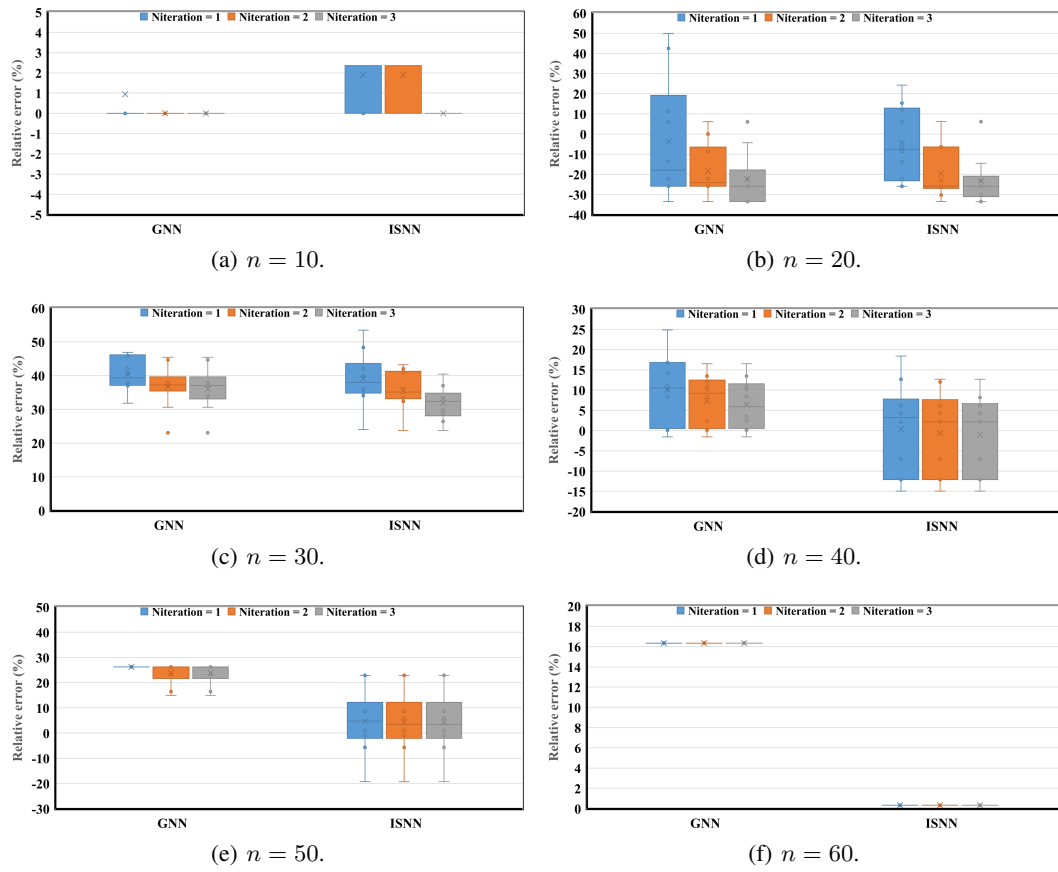 Niteration = 1 Niteration = 2 Niteration = 3
Relative error (%)
5
4
3
2
1
0
-1
-2
-3
-4
-5
GNN ISNN
(a) n = 10.
Niteration = 1 Niteration = 2 Niteration = 3
Relative error (%)
60
50
40
30
20
10
0
-10
-20
-30
-40
GNN ISNN
(b) n = 20.
Niteration = 1 Niteration = 2 Niteration = 3
Relative error (%)
60
50
40
30
20
10
0
GNN ISNN
(c) n = 30.
Niteration = 1 Niteration = 2 Niteration = 3
Relative error (%)
30
25
20
15
10
5
0
-5
-10
-15
-20
GNN ISNN
(d) n = 40.
Niteration = 1 Niteration = 2 Niteration = 3
Relative error (%)
50
40
30
20
10
0
-10
-20
-30
GNN ISNN
(e) n = 50.
Niteration = 1 Niteration = 2 Niteration = 3
Relative error (%)
20
18
16
14
12
10
8
6
4
2
0
GNN ISNN
(f) n = 60.